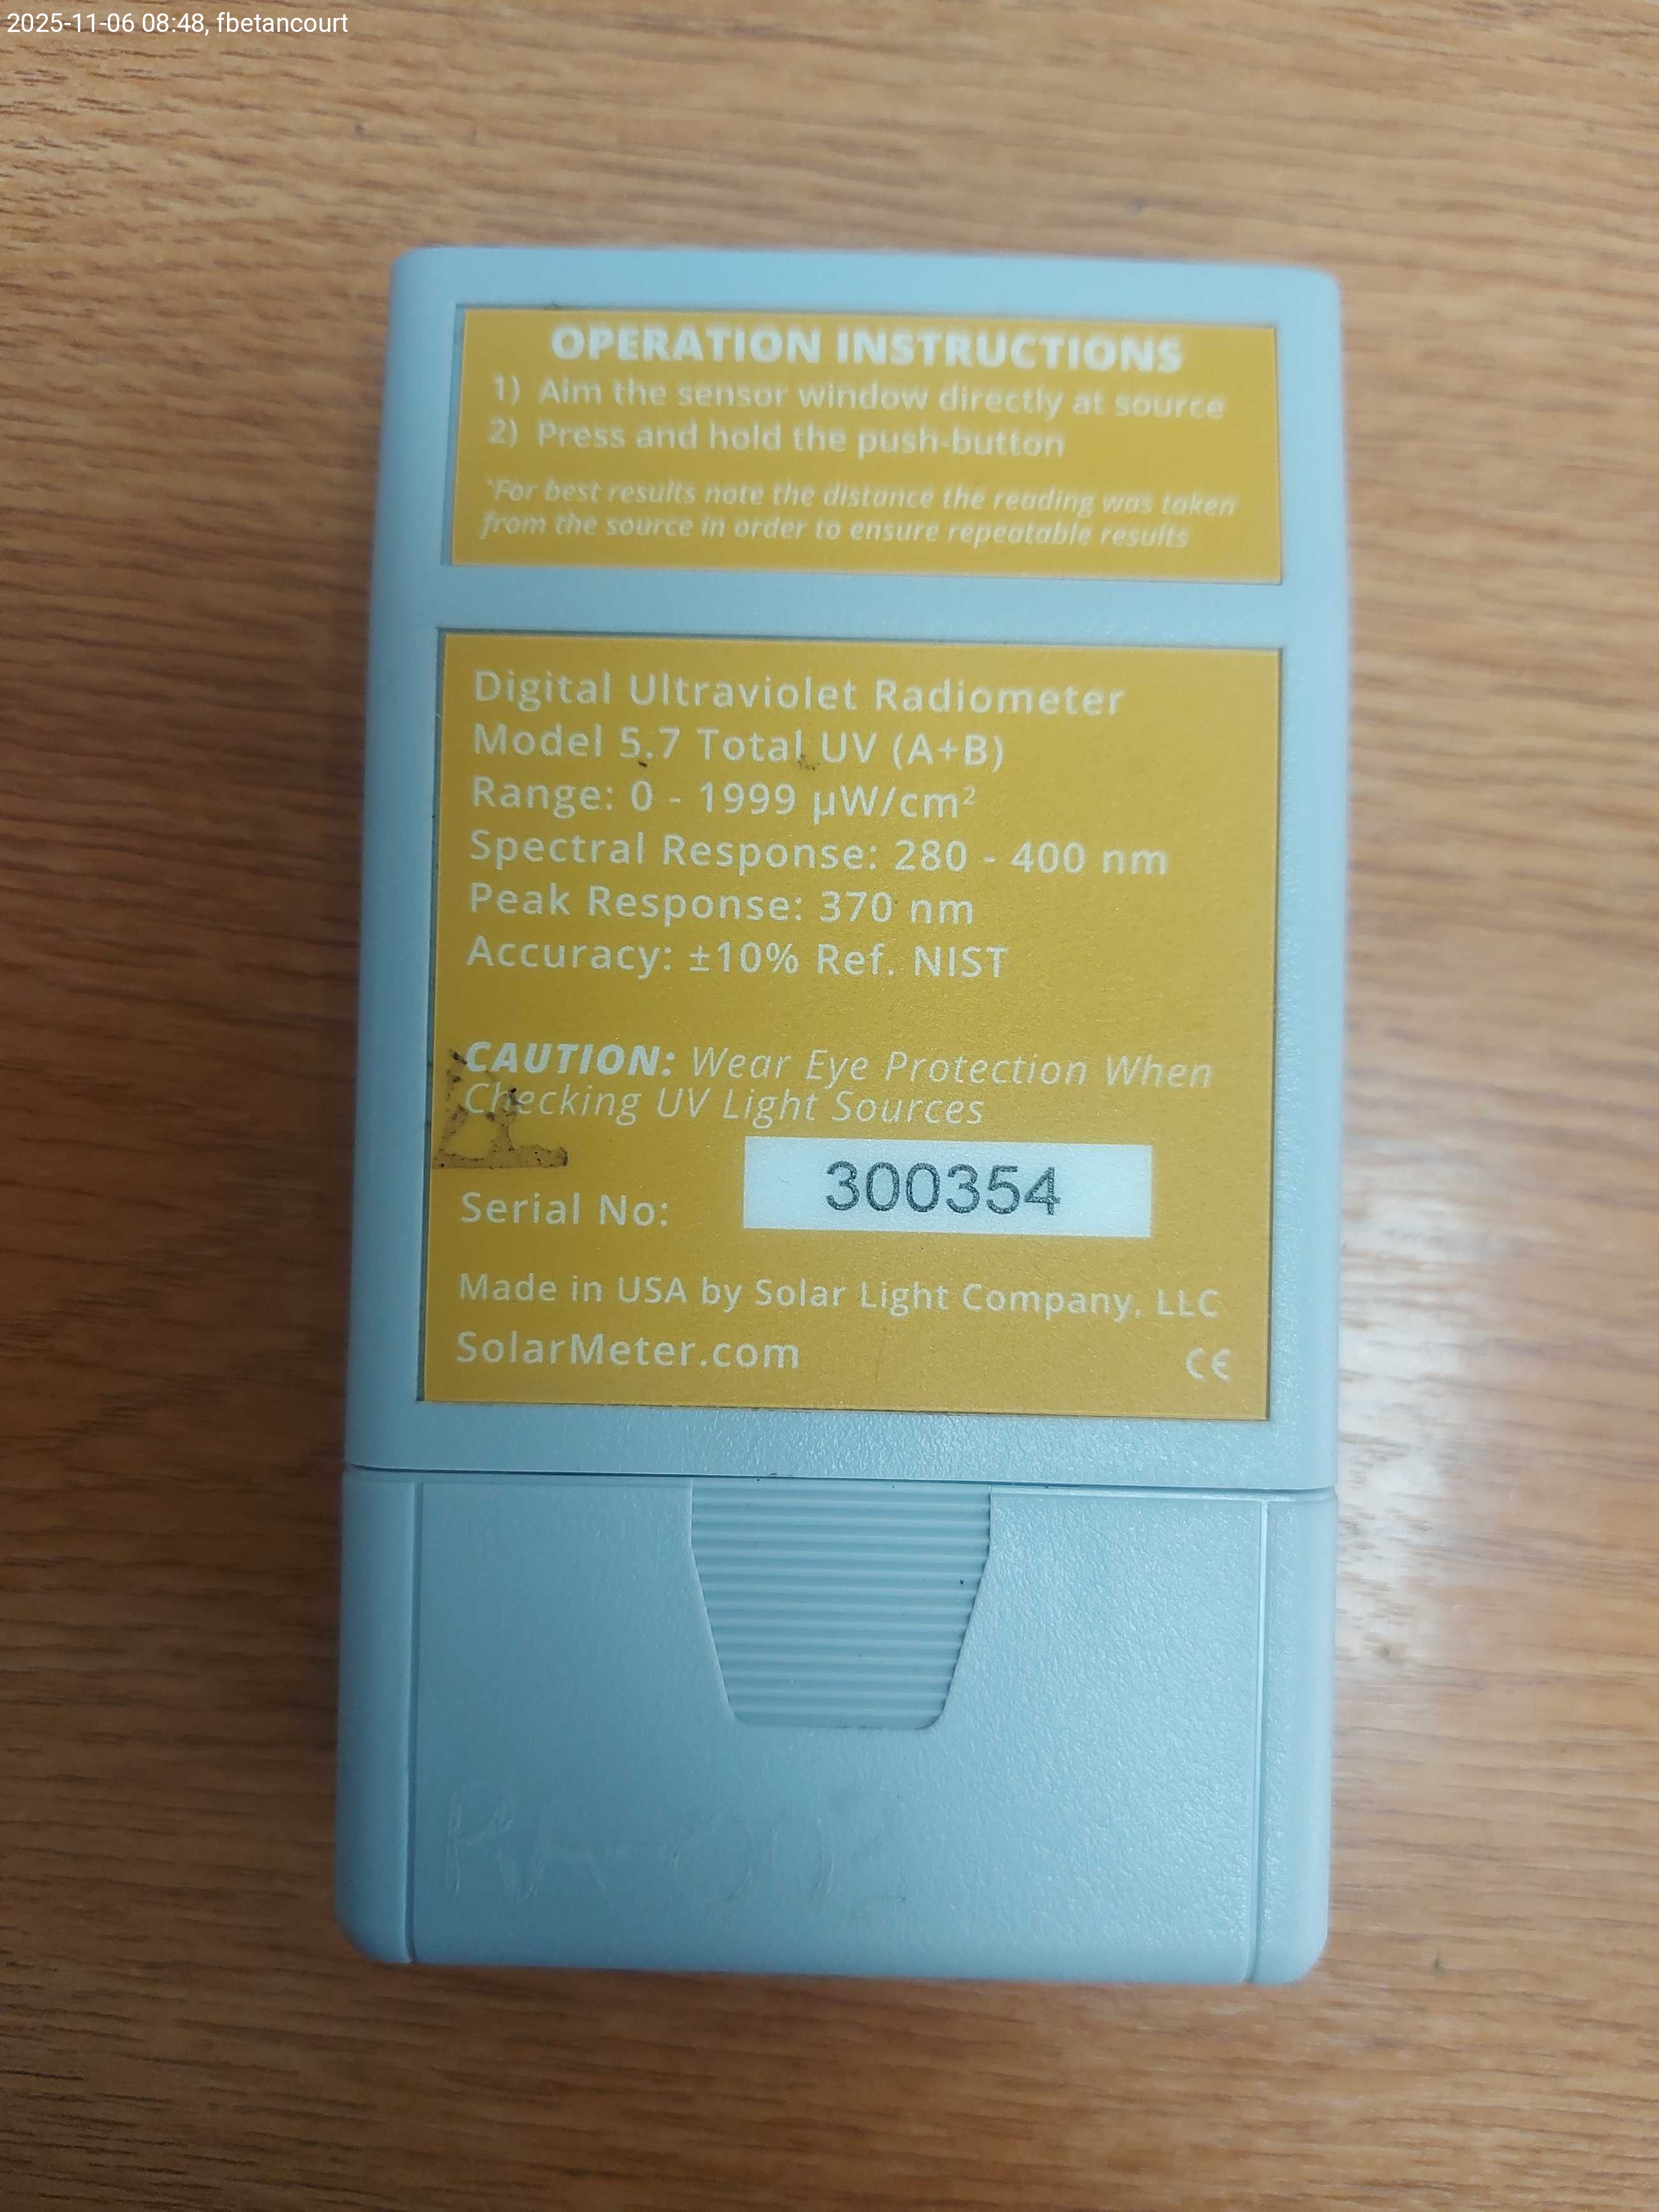 2025-11-06 08:48, fbetancourt
OPERATION INSTRUCTIONS
1) Aim the sensor window directly at source
2) Press and hold the push-button
*For best results note the distance the reading was taken
from the source in order to ensure repeatable results
Digital Ultraviolet Radiometer
Model 5.7 Total UV (A+B)
Range: 0 - 1999 µW/cm²
Spectral Response: 280 - 400 nm
Peak Response: 370 nm
Accuracy: ±10% Ref. NIST
CAUTION: Wear Eye Protection When
Checking UV Light Sources
Serial No: 300354
Made in USA by Solar Light Company, LLC
SolarMeter.com
CE
RA-002